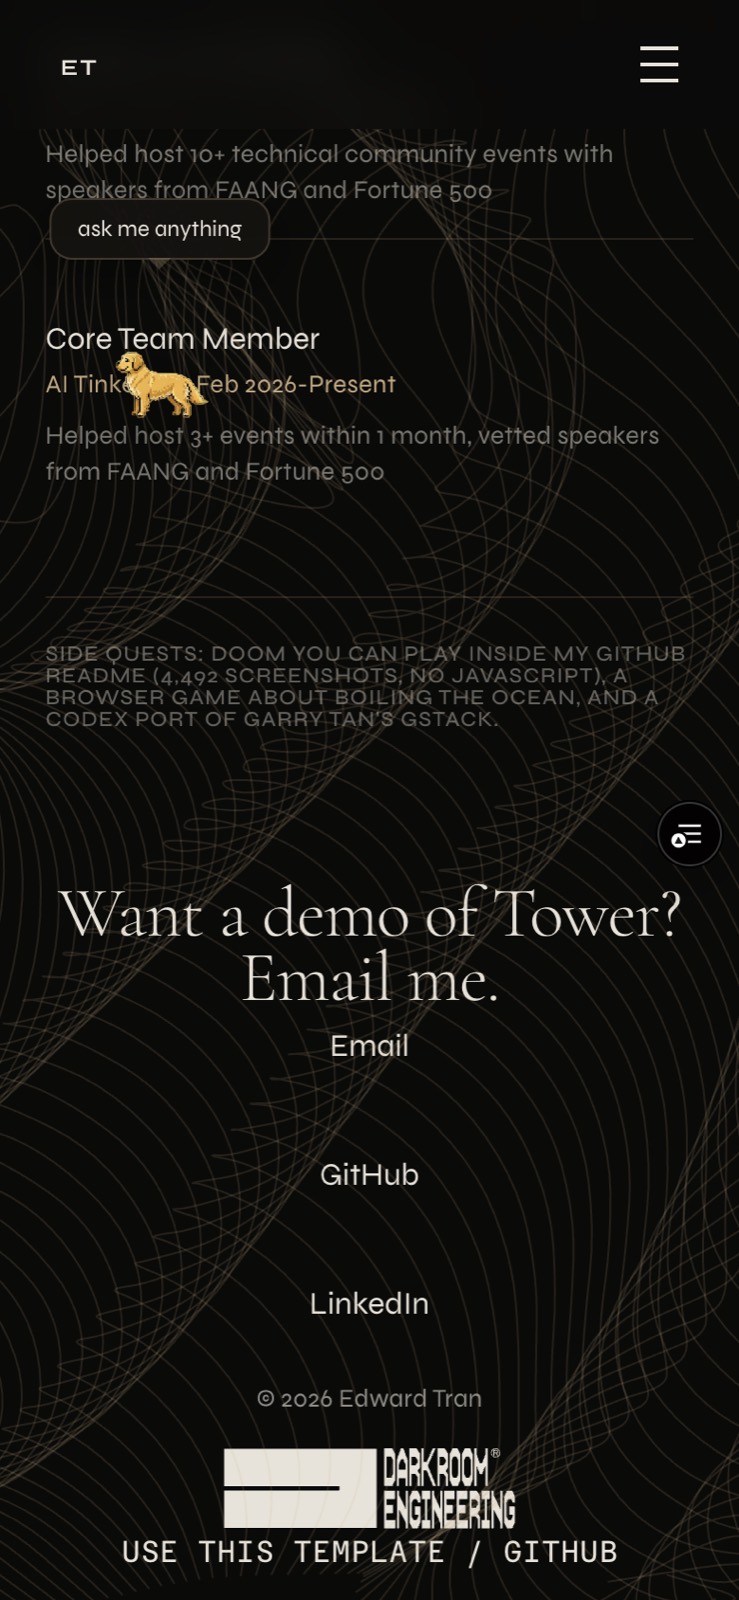 ET
Helped host 10+ technical community events with
speakers from FAANG and Fortune 500
ask me anything
Core Team Member
AI Tink Feb 2026-Present
Helped host 3+ events within 1 month, vetted speakers
from FAANG and Fortune 500
SIDE QUESTS: DOOM YOU CAN PLAY INSIDE MY GITHUB
README (4,492 SCREENSHOTS, NO JAVASCRIPT), A
BROWSER GAME ABOUT BOILING THE OCEAN, AND A
CODEX PORT OF GARRY TAN'S GSTACK.
Want a demo of Tower?
Email me.
Email
GitHub
LinkedIn
© 2026 Edward Tran
DARKROOM®
ENGINEERING
USE THIS TEMPLATE / GITHUB